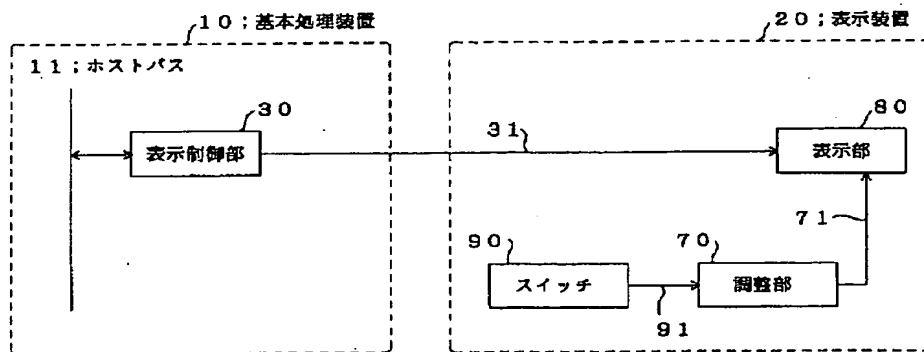 10;基本処理装置
20;表示装置
11;ホストバス
30
表示制御部
31
80
表示部
71
90
スイッチ
91
70
調整部